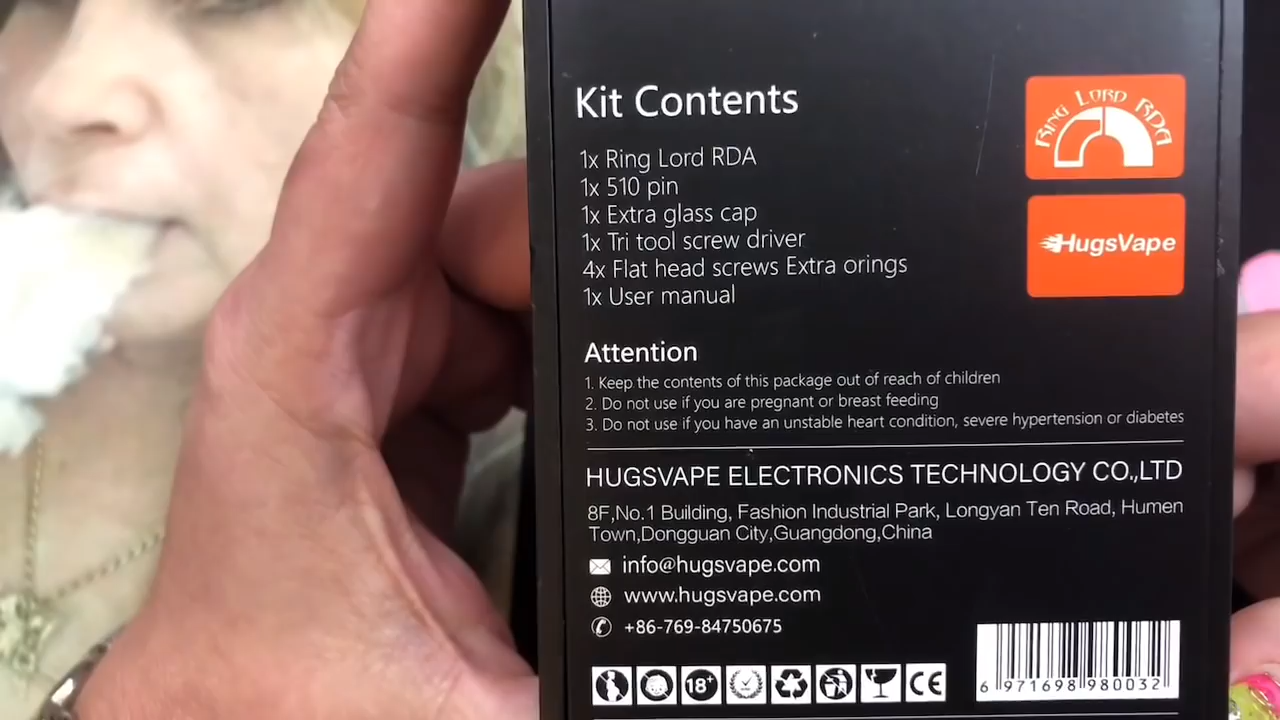 Kit Contents
1x Ring Lord RDA
1x 510 pin
1x Extra glass cap
1x Tri tool screw driver
4x Flat head screws Extra orings
1x User manual
RING LORD RDA
HugsVape
Attention
1. Keep the contents of this package out of reach of children
2. Do not use if you are pregnant or breast feeding
3. Do not use if you have an unstable heart condition, severe hypertension or diabetes
HUGSVAPE ELECTRONICS TECHNOLOGY CO.,LTD
8F,No.1 Building, Fashion Industrial Park, Longyan Ten Road, Humen
Town,Dongguan City,Guangdong,China
info@hugsvape.com
www.hugsvape.com
+86-769-84750675
18+
CE
6 971698 980032